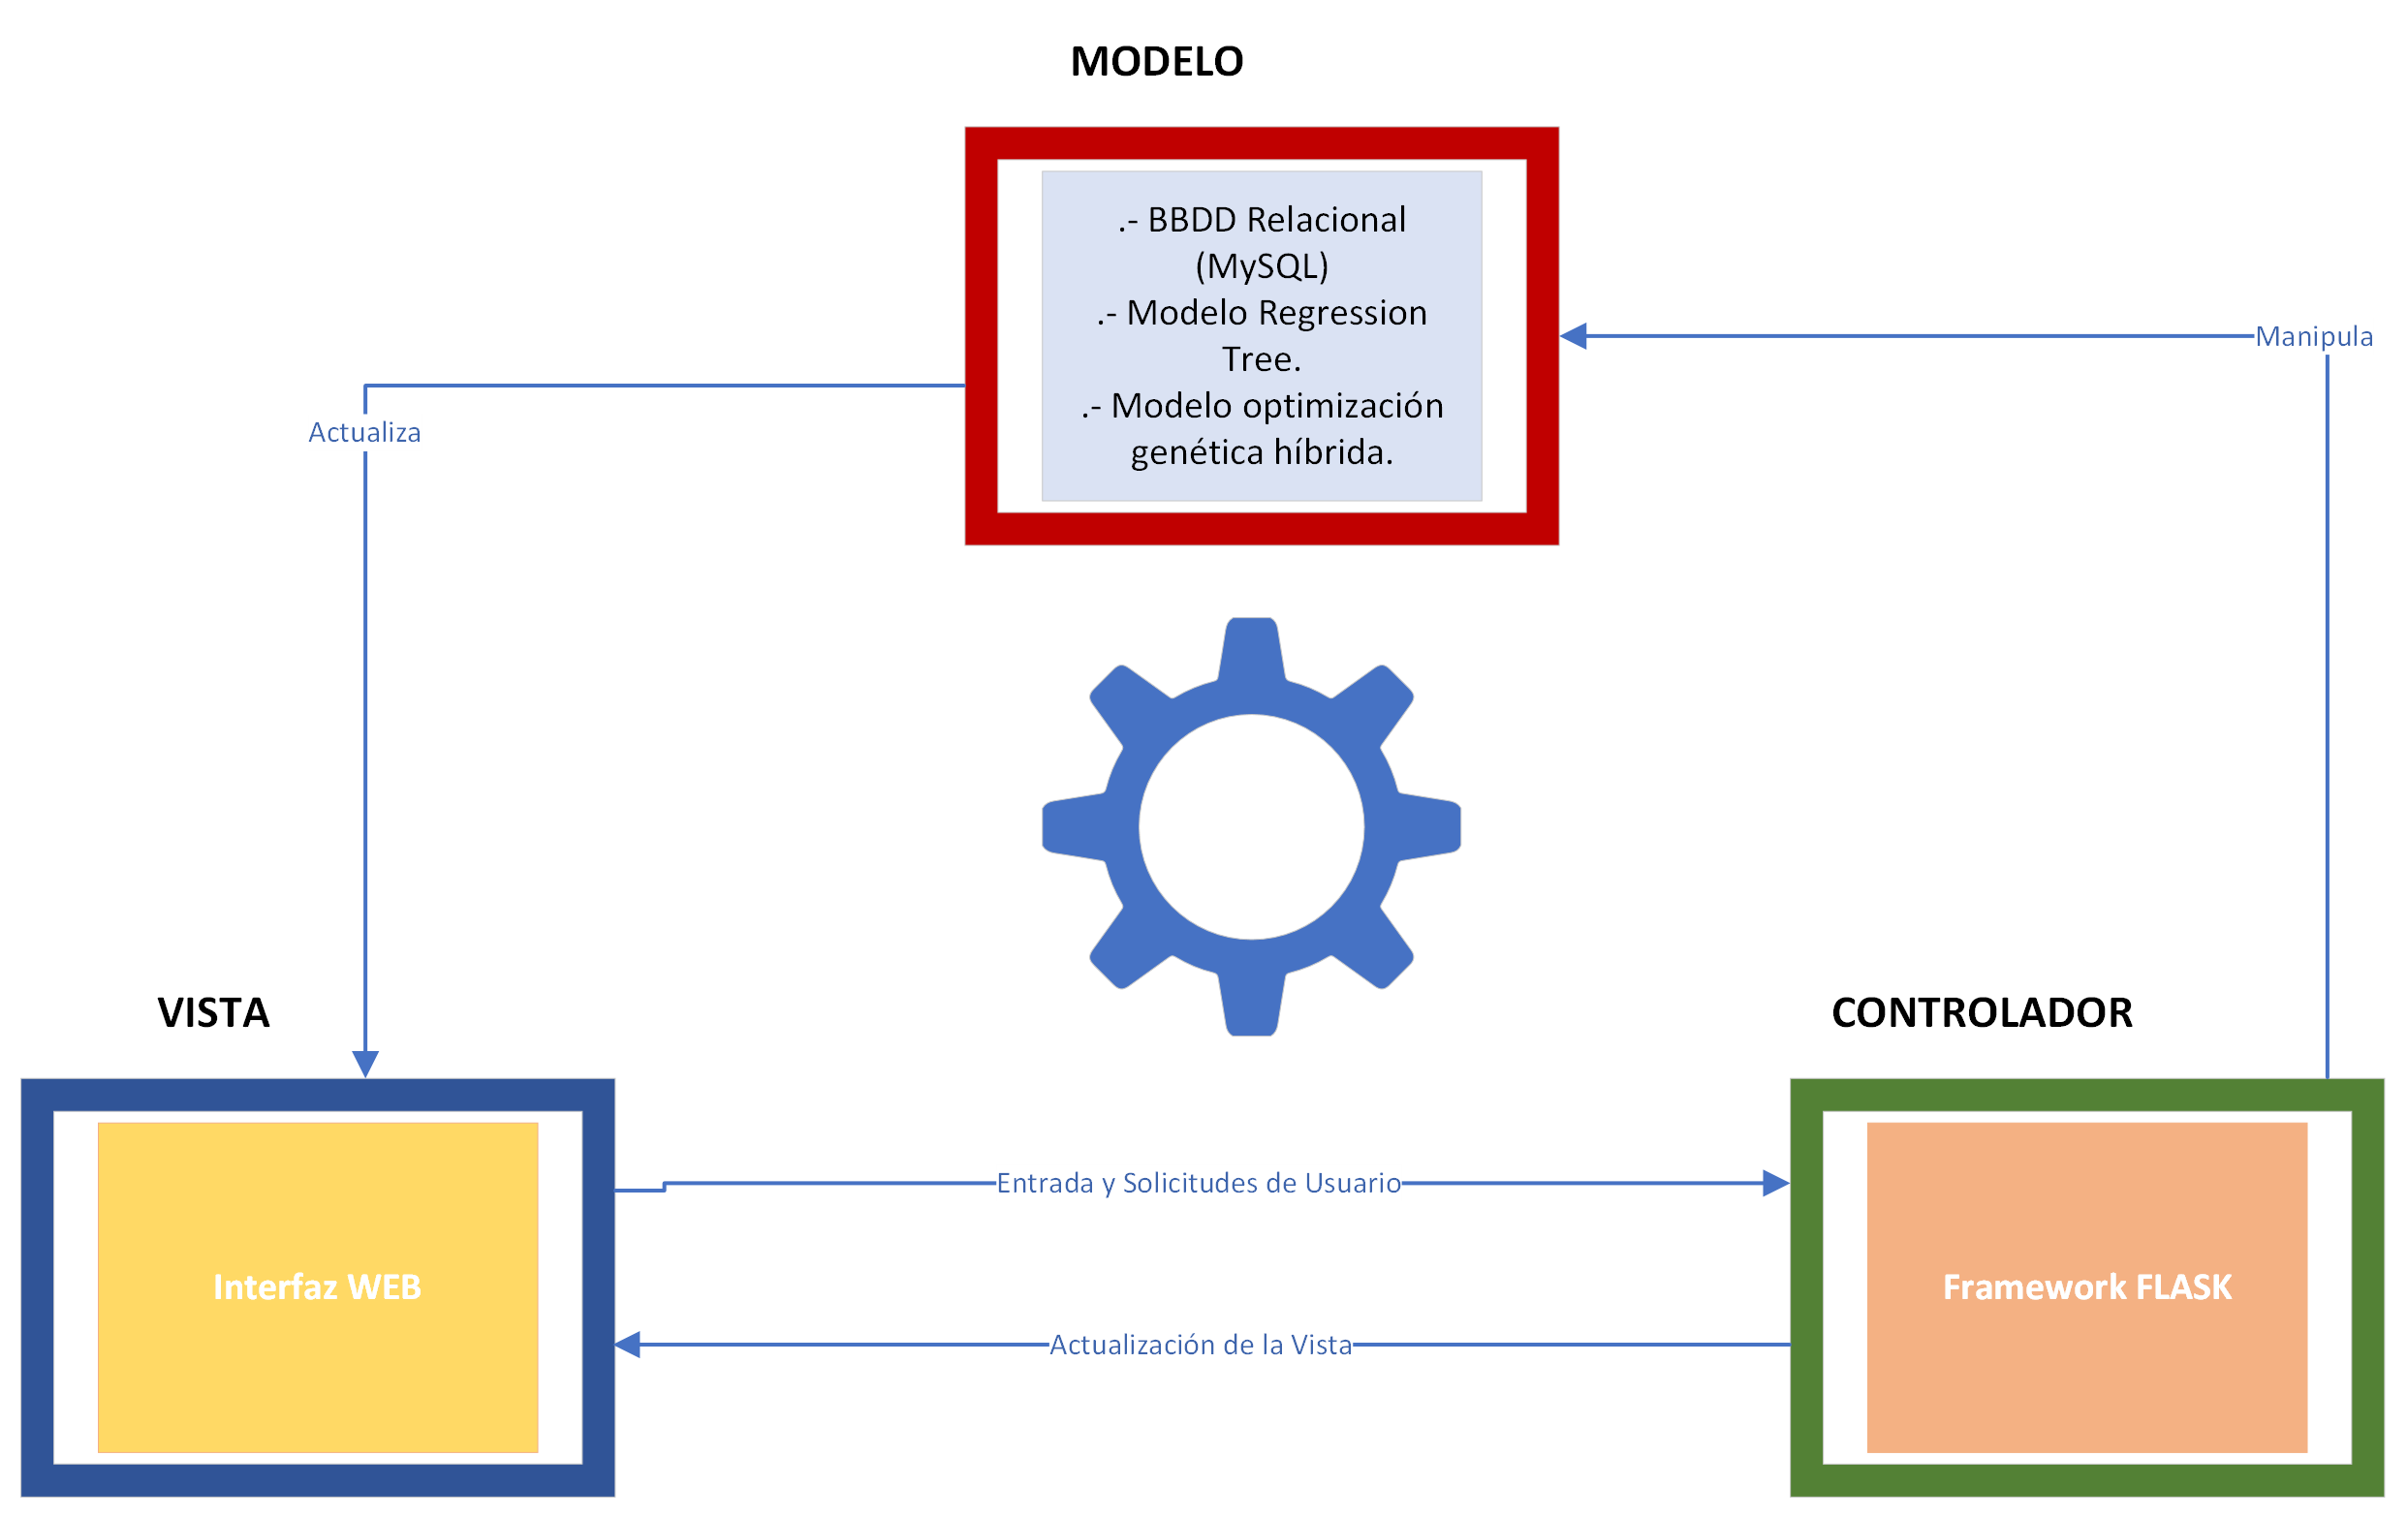 MODELO
.- BBDD Relacional
(MySQL)
.- Modelo Regression
Tree.
.- Modelo optimización
genética híbrida.
Manipula
Actualiza
VISTA
CONTROLADOR
Entrada y Solicitudes de Usuario
Interfaz WEB
Framework FLASK
Actualización de la Vista